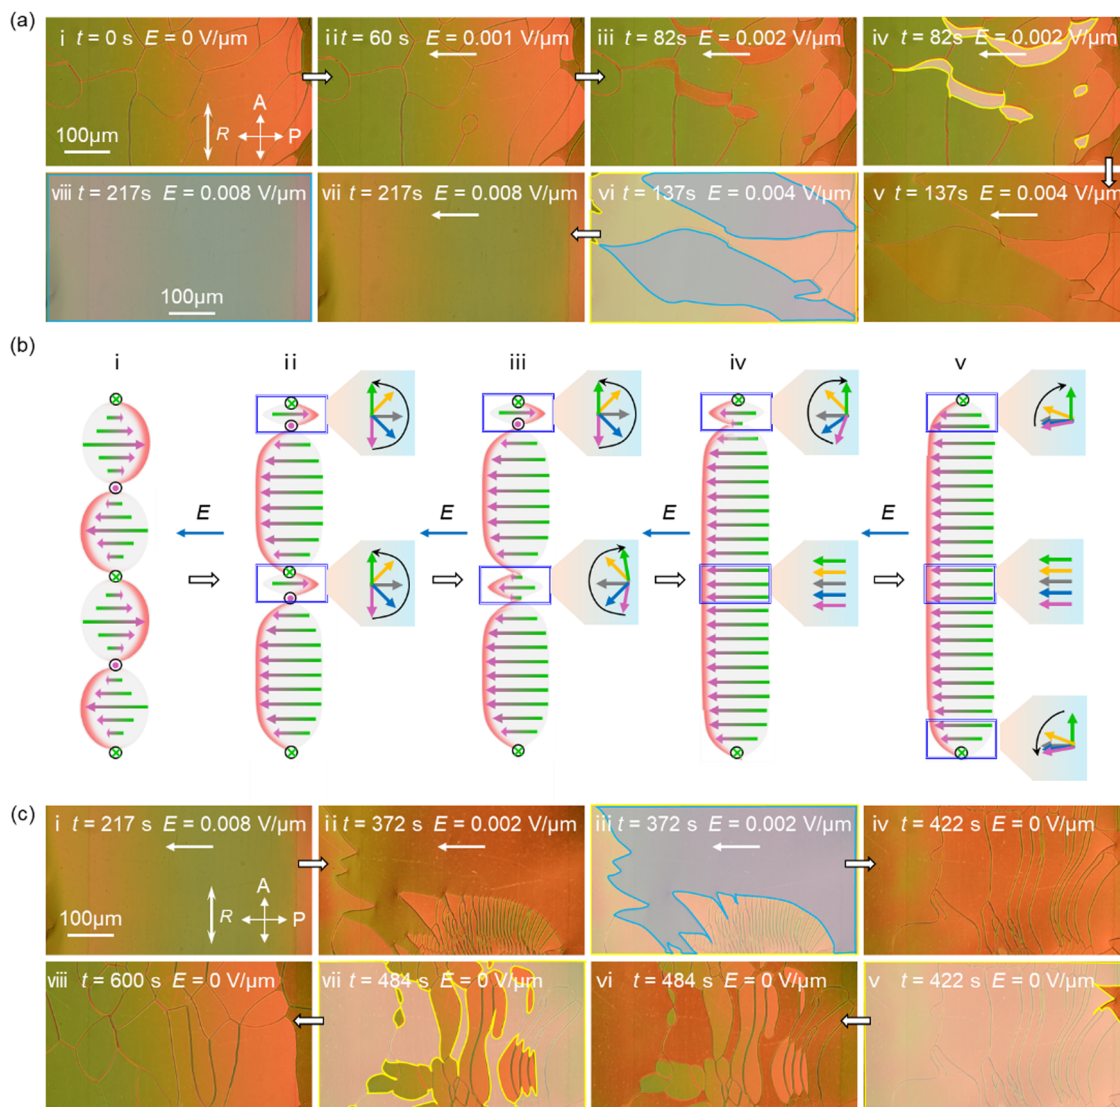 (a)
i t = 0 s E = 0 V/μm
ii t = 60 s E = 0.001 V/μm
iii t = 82s E = 0.002 V/μm
iv t = 82s E = 0.002 V/μm
A
R
P
100μm
viii t = 217s E = 0.008 V/μm
vii t = 217s E = 0.008 V/μm
vi t = 137s E = 0.004 V/μm
v t = 137s E = 0.004 V/μm
100μm
(b)
i
ii
iii
iv
v
E
E
E
E
(c)
i t = 217 s E = 0.008 V/μm
ii t = 372 s E = 0.002 V/μm
iii t = 372 s E = 0.002 V/μm
iv t = 422 s E = 0 V/μm
A
R
P
100μm
viii t = 600 s E = 0 V/μm
vii t = 484 s E = 0 V/μm
vi t = 484 s E = 0 V/μm
v t = 422 s E = 0 V/μm